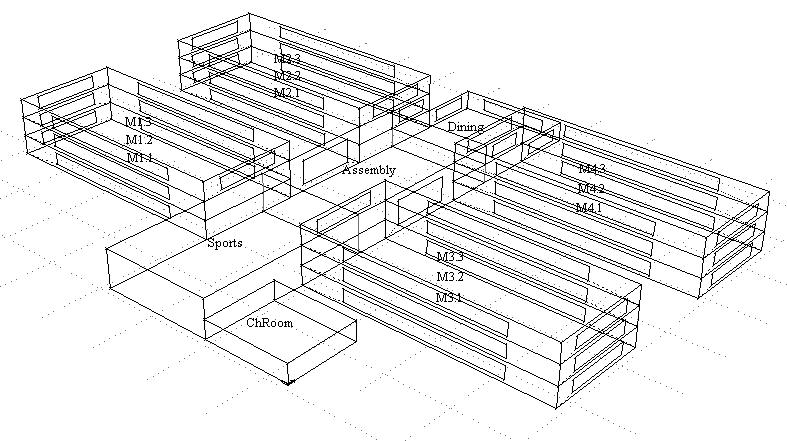 M2.3
M2.2
M2.1
M1.3
M1.2
M1.1
Dining
Assembly
M4.3
M4.2
M4.1
Sports
M3.3
M3.2
M3.1
ChRoom